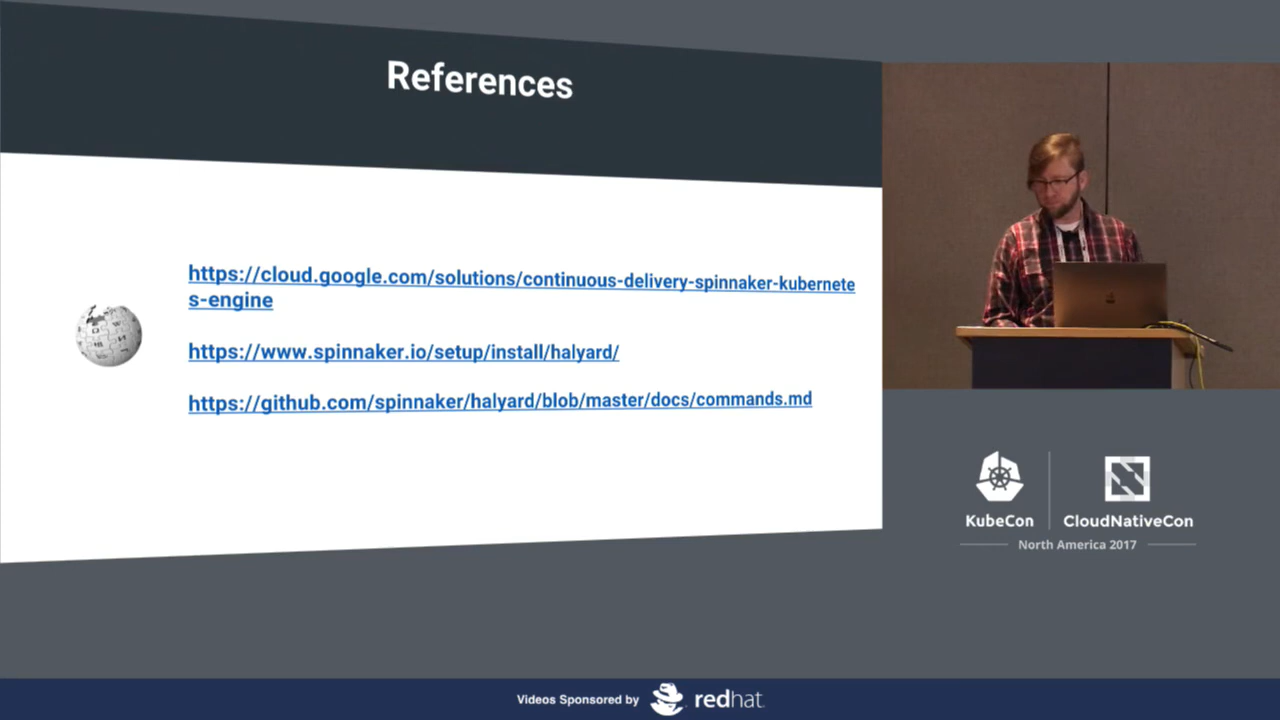 References
https://cloud.google.com/solutions/continuous-delivery-spinnaker-kubernete
s-engine
https://www.spinnaker.io/setup/install/halyard/
https://github.com/spinnaker/halyard/blob/master/docs/commands.md
KubeCon
CloudNativeCon
North America 2017
Videos Sponsored by
redhat.